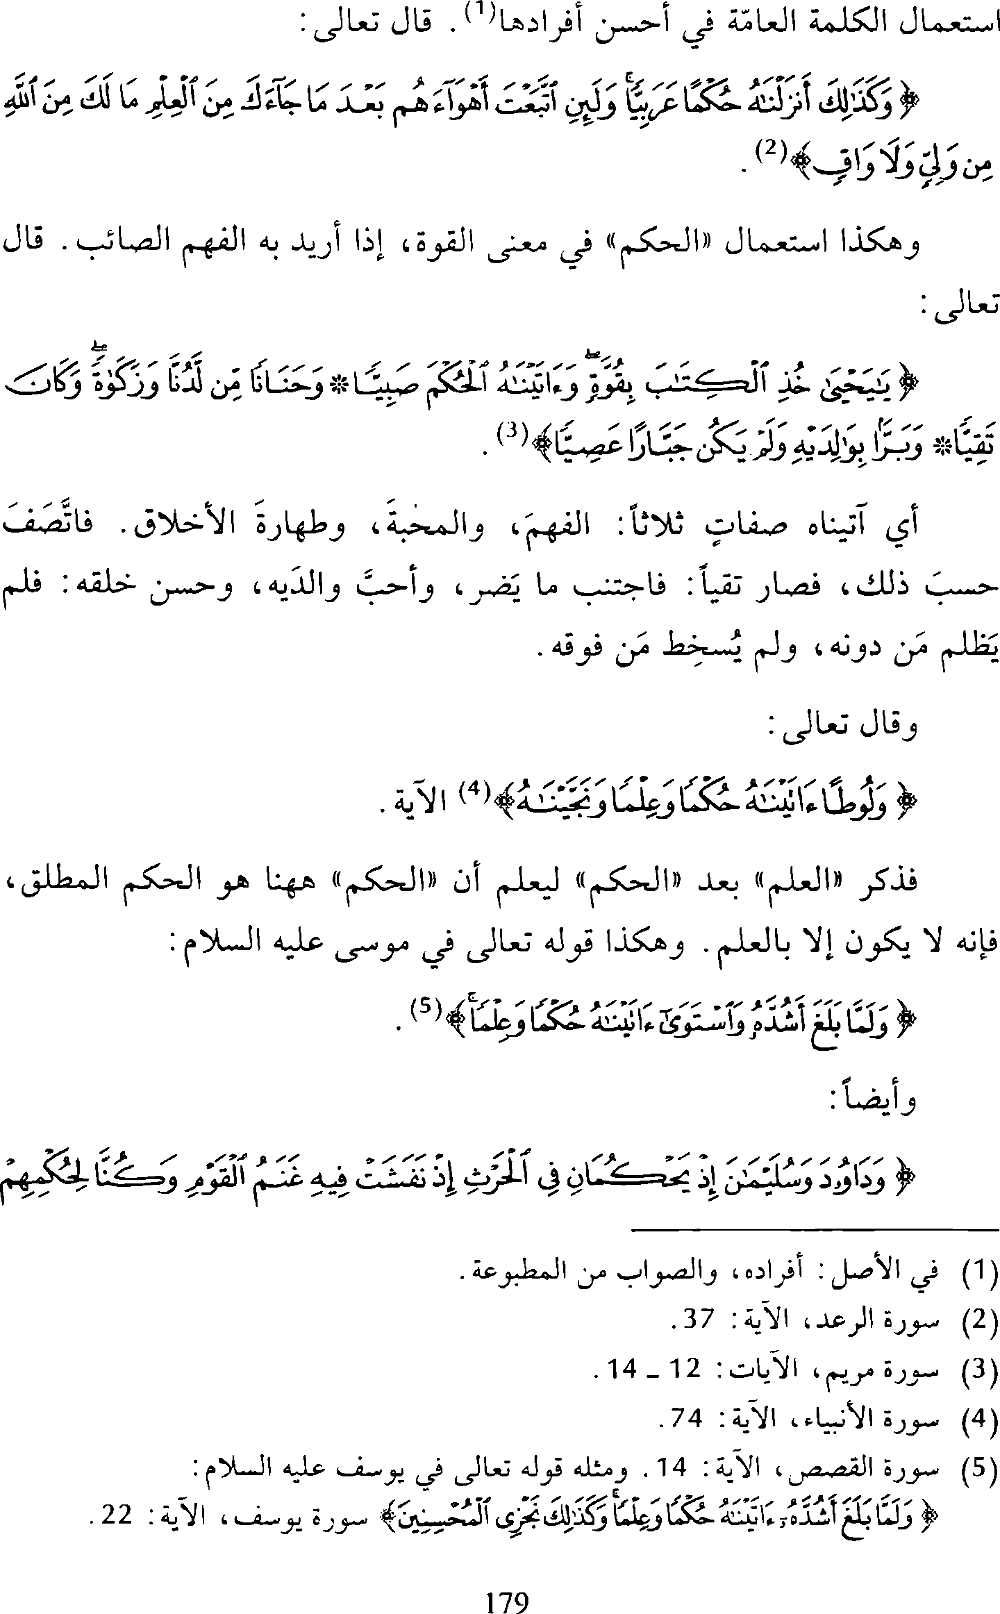 استعمال الكلمة العامّة في أحسن أفرادها(1). قال تعالى:
﴿ وَكَذَٰلِكَ أَنزَلْنَٰهُ حُكْمًا عَرَبِيًّاۚ وَلَئِنِ ٱتَّبَعْتَ أَهْوَآءَهُم بَعْدَ مَا جَآءَكَ مِنَ ٱلْعِلْمِ مَا لَكَ مِنَ ٱللَّهِ
مِن وَلِىٍّ وَلَا وَاقٍ﴾(2).
وهكذا استعمال «الحكم» في معنى القوة، إذا أريد به الفهم الصائب. قال
تعالى:
﴿ يَٰيَحْيَىٰ خُذِ ٱلْكِتَٰبَ بِقُوَّةٍۖ وَءَاتَيْنَٰهُ ٱلْحُكْمَ صَبِيًّا * وَحَنَانًا مِّن لَّدُنَّا وَزَكَوٰةًۖ وَكَانَ
تَقِيًّا * وَبَرًّۢا بِوَٰلِدَيْهِ وَلَمْ يَكُن جَبَّارًا عَصِيًّا﴾(3).
أي آتيناه صفاتٍ ثلاثاً: الفهمَ، والمحبةَ، وطهارةَ الأخلاق. فاتَّصَفَ
حسبَ ذلك، فصار تقياً: فاجتنب ما يَضر، وأحبَّ والدَيه، وحسن خلقه: فلم
يَظلم مَن دونه، ولم يُسخِط مَن فوقه.
وقال تعالى:
﴿ وَلُوطًا ءَاتَيْنَٰهُ حُكْمًا وَعِلْمًا وَنَجَّيْنَٰهُ﴾(4) الآية.
فذكر «العلم» بعد «الحكم» ليعلم أن «الحكم» ههنا هو الحكم المطلق،
فإنه لا يكون إلا بالعلم. وهكذا قوله تعالى في موسى عليه السلام:
﴿ وَلَمَّا بَلَغَ أَشُدَّهُۥ وَٱسْتَوَىٰٓ ءَاتَيْنَٰهُ حُكْمًا وَعِلْمًاۚ﴾(5).
وأيضاً:
﴿ وَدَاوُۥدَ وَسُلَيْمَٰنَ إِذْ يَحْكُمَانِ فِى ٱلْحَرْثِ إِذْ نَفَشَتْ فِيهِ غَنَمُ ٱلْقَوْمِ وَكُنَّا لِحُكْمِهِمْ
(1) في الأصل: أفراده، والصواب من المطبوعة.
(2) سورة الرعد، الآية: 37.
(3) سورة مريم، الآيات: 12 ـ 14.
(4) سورة الأنبياء، الآية: 74.
(5) سورة القصص، الآية: 14. ومثله قوله تعالى في يوسف عليه السلام:
﴿ وَلَمَّا بَلَغَ أَشُدَّهُۥٓ ءَاتَيْنَٰهُ حُكْمًا وَعِلْمًاۚ وَكَذَٰلِكَ نَجْزِى ٱلْمُحْسِنِينَ﴾ سورة يوسف، الآية: 22.
179